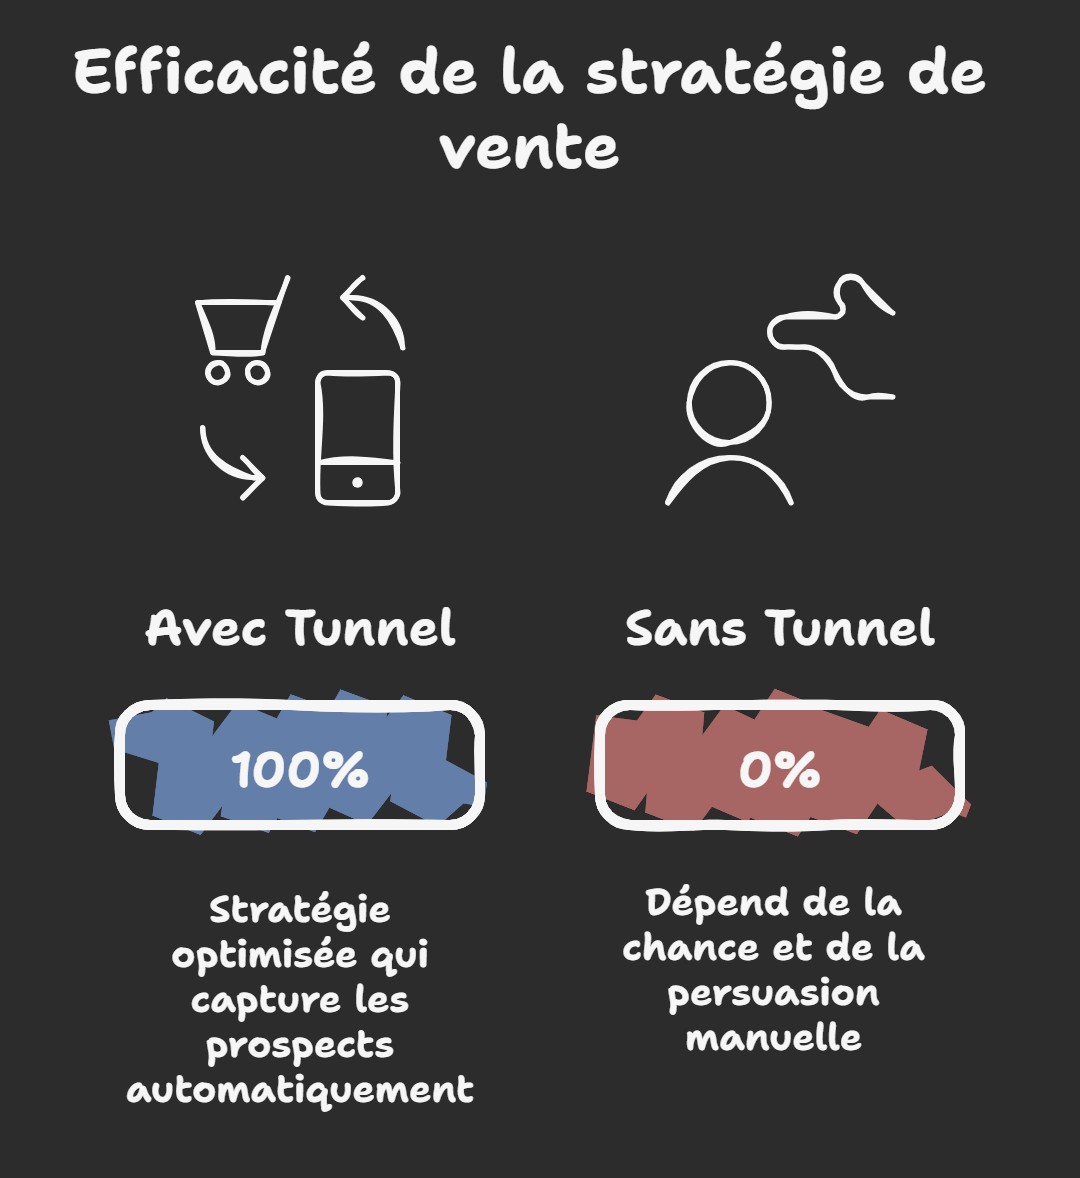 Efficacité de la stratégie de
vente
Avec Tunnel
Sans Tunnel
100%
0%
Stratégie
optimisée qui
capture les
prospects
automatiquement
Dépend de la
chance et de la
persuasion
manuelle